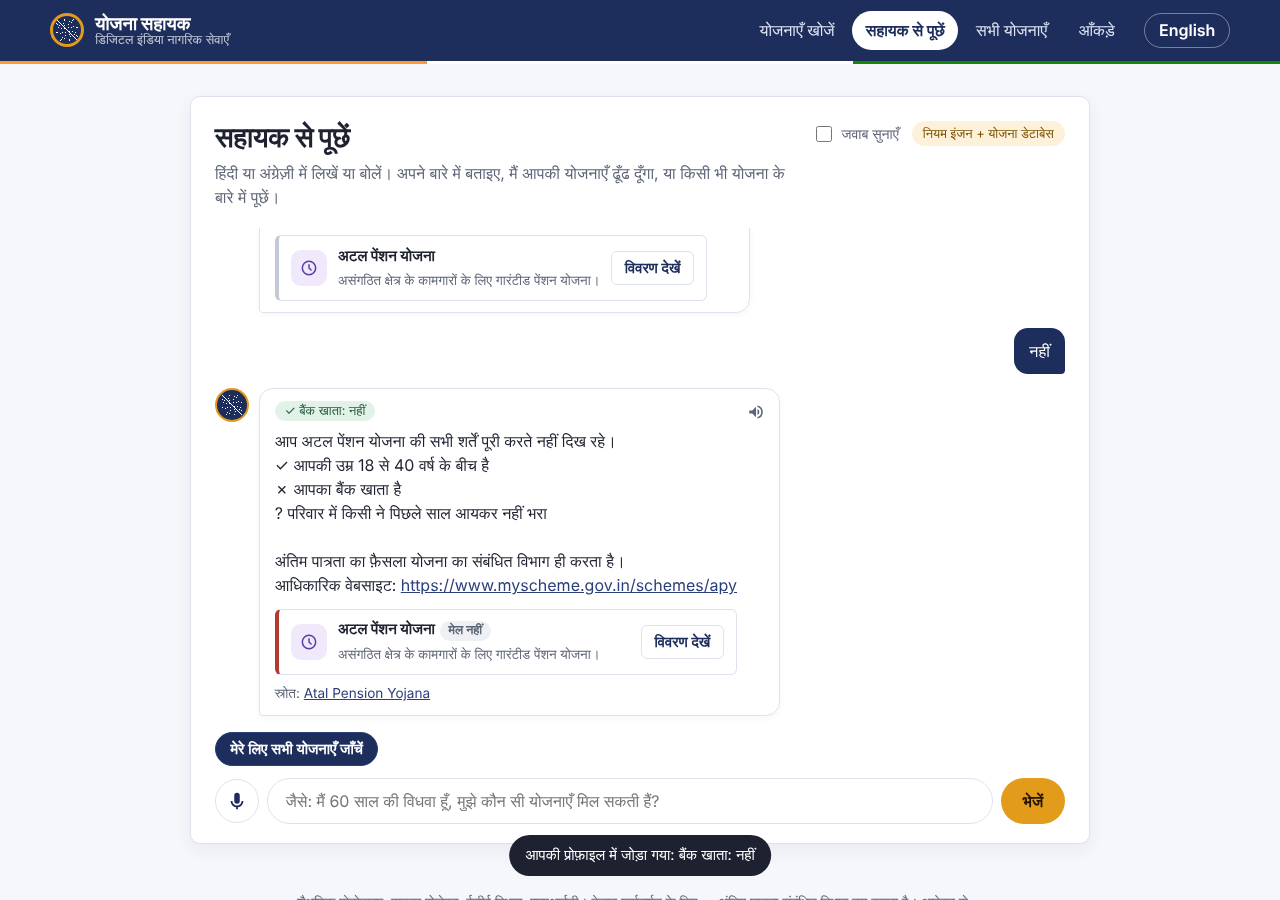 योजना सहायक
डिजिटल इंडिया नागरिक सेवाएँ
योजनाएँ खोजें
सहायक से पूछें
सभी योजनाएँ
आँकड़े
English
सहायक से पूछें
जवाब सुनाएँ
नियम इंजन + योजना डेटाबेस
हिंदी या अंग्रेज़ी में लिखें या बोलें। अपने बारे में बताइए, मैं आपकी योजनाएँ ढूँढ दूँगा, या किसी भी योजना के
बारे में पूछें।
अटल पेंशन योजना
असंगठित क्षेत्र के कामगारों के लिए गारंटीड पेंशन योजना।
विवरण देखें
नहीं
✓ बैंक खाता: नहीं
आप अटल पेंशन योजना की सभी शर्तें पूरी करते नहीं दिख रहे।
✓ आपकी उम्र 18 से 40 वर्ष के बीच है
✗ आपका बैंक खाता है
? परिवार में किसी ने पिछले साल आयकर नहीं भरा
अंतिम पात्रता का फ़ैसला योजना का संबंधित विभाग ही करता है।
आधिकारिक वेबसाइट: https://www.myscheme.gov.in/schemes/apy
अटल पेंशन योजना मेल नहीं
असंगठित क्षेत्र के कामगारों के लिए गारंटीड पेंशन योजना।
विवरण देखें
स्रोत: Atal Pension Yojana
मेरे लिए सभी योजनाएँ जाँचें
जैसे: मैं 60 साल की विधवा हूँ, मुझे कौन सी योजनाएँ मिल सकती हैं?
भेजें
आपकी प्रोफ़ाइल में जोड़ा गया: बैंक खाता: नहीं